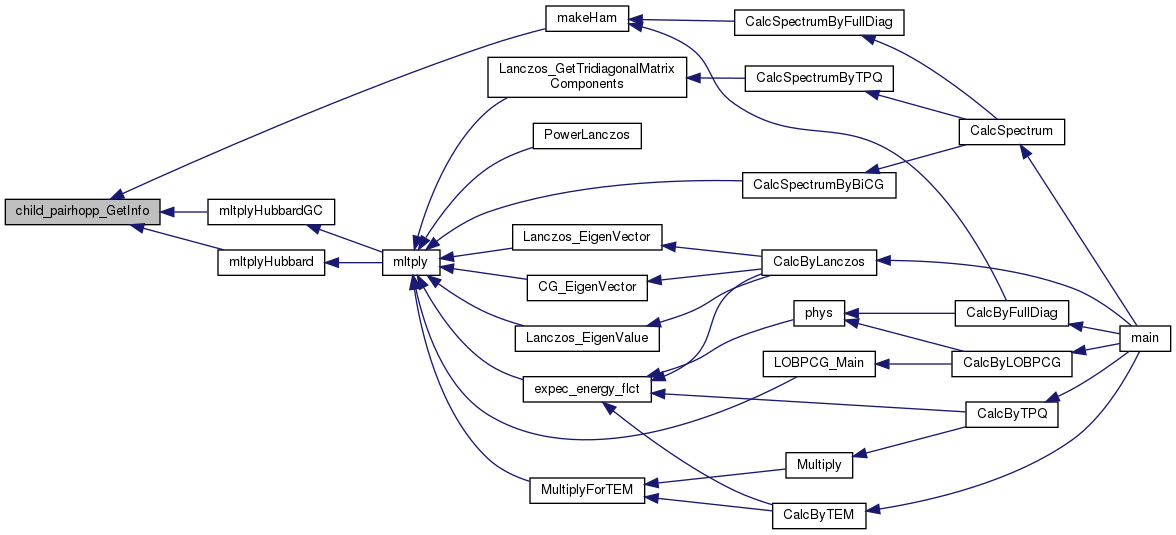 makeHam
CalcSpectrumByFullDiag
Lanczos_GetTridiagonalMatrix
Components
CalcSpectrumByTPQ
PowerLanczos
CalcSpectrum
CalcSpectrumByBiCG
child_pairhopp_GetInfo
mltplyHubbardGC
mltplyHubbard
mltply
Lanczos_EigenVector
CalcByLanczos
CG_EigenVector
phys
CalcByFullDiag
Lanczos_EigenValue
main
LOBPCG_Main
CalcByLOBPCG
expec_energy_flct
CalcByTPQ
Multiply
MultiplyForTEM
CalcByTEM